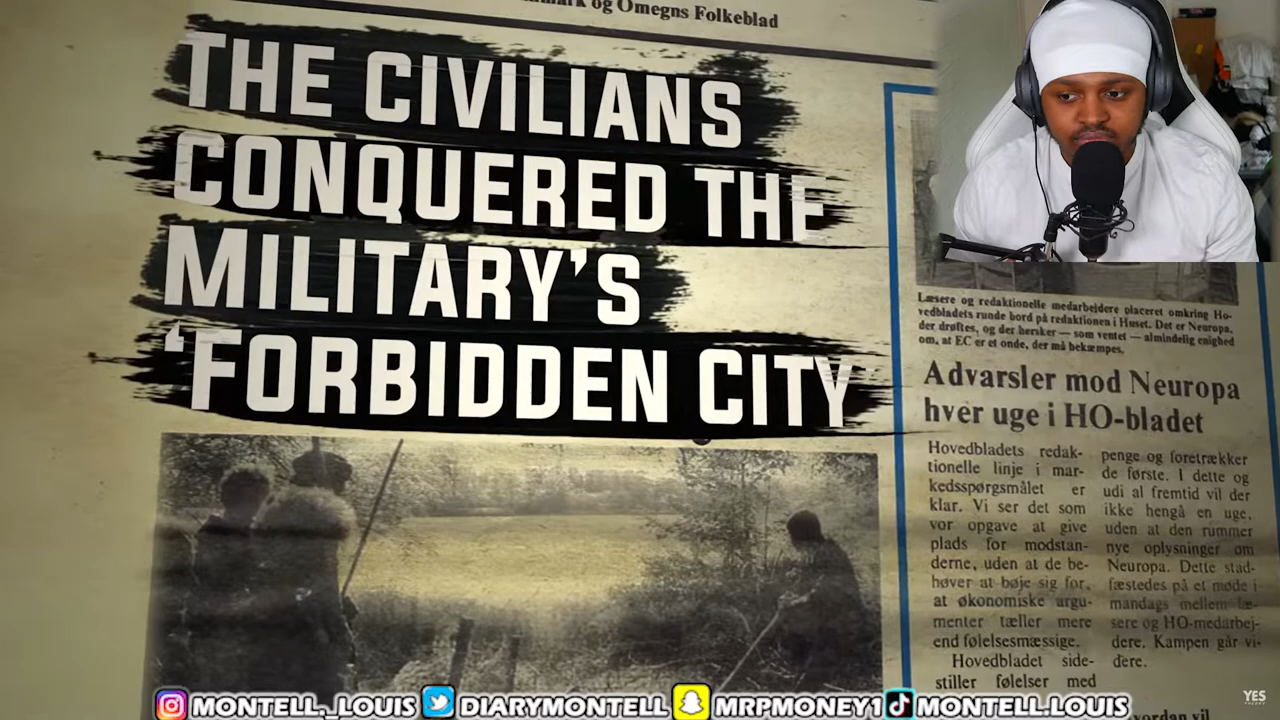 og Omegns Folkeblad
THE CIVILIANS
CONQUERED THE
MILITARY'S
'FORBIDDEN CITY
Læsere og redaktionelle medarbejdere placeret omkring Ho-
vedbladets runde bord på redaktionen i Huset. Det er Neuropa,
der drøftes, og der hersker — som ventet — almindelig enighed
om, at EC er et onde, der må bekæmpes,
Advarsler mod Neuropa
hver uge i HO-bladet
Hovedbladets redak-
tionelle linje i mar-
kedsspørgsmålet er
klar. Vi ser det som
vor opgave at give
plads for modstan-
derne, uden at de be-
høver at bøje sig for,
at økonomiske argu-
menter tæller mere
end følelsesmæssige.
Hovedbladet side-
stiller følelser med
penge og foretrækker
de første. I dette og
udi al fremtid vil der
ikke hengå en uge,
uden at den rummer
nye oplysninger om
Neuropa. Dette stad-
fæstedes på et møde i
mandags mellem læ-
sere og HO-medarbej-
dere. Kampen går vi-
dere.
vordan vil
YES
THEORY
MONTELL._.LOUIS DIARYMONTELL MRPMONEY1 MONTELL.LOUIS